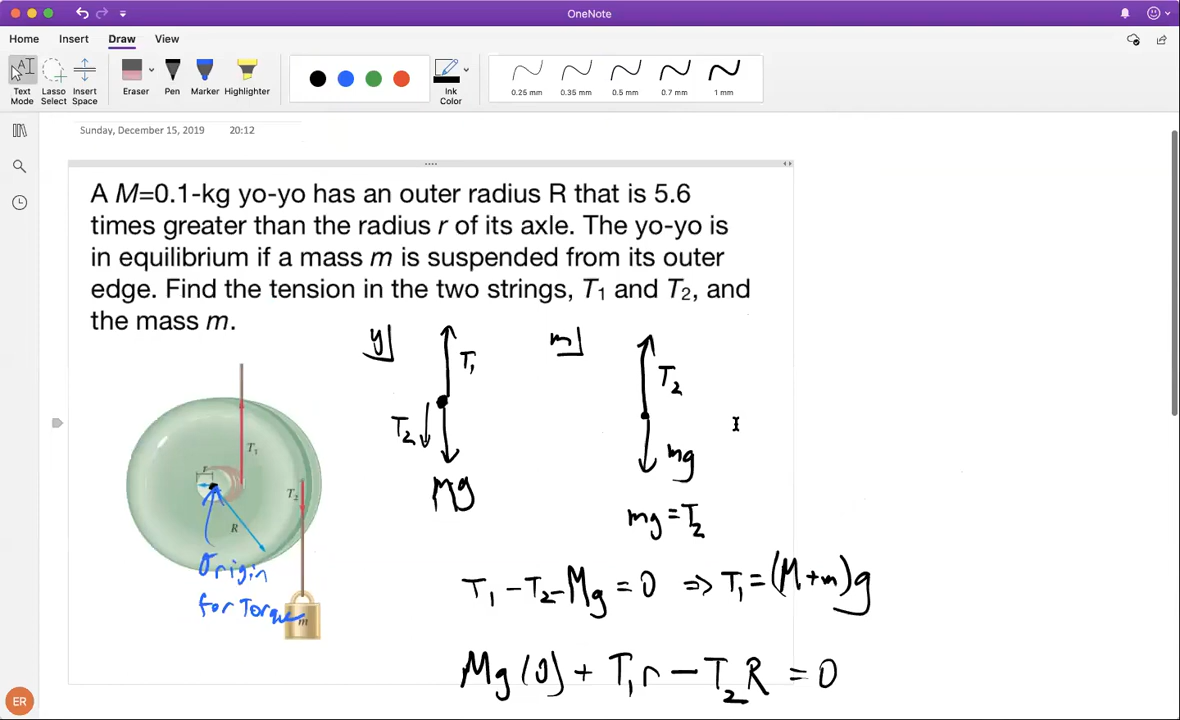 OneNote
Home Insert Draw View
Text Mode
Lasso Select
Insert Space
Eraser
Pen
Marker
Highlighter
Ink Color
0.25 mm 0.35 mm 0.5 mm 0.7 mm 1 mm
Sunday, December 15, 2019 20:12
A M=0.1-kg yo-yo has an outer radius R that is 5.6
times greater than the radius r of its axle. The yo-yo is
in equilibrium if a mass m is suspended from its outer
edge. Find the tension in the two strings, T₁ and T₂, and
the mass m.
y] T₁
m] T₂
T₂
Mg
mg
mg = T₂
T₁
r
T₂
R
Origin
for Torque
m
T₁ - T₂ - Mg = 0 ⇒ T₁ = (M+m)g
Mg(0) + T₁r - T₂R = 0
ER